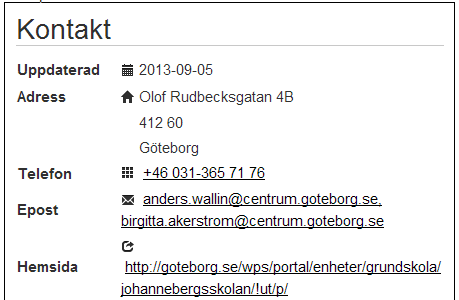 Kontakt
Uppdaterad 2013-09-05
Adress Olof Rudbecksgatan 4B
412 60
Göteborg
Telefon +46 031-365 71 76
Epost anders.wallin@centrum.goteborg.se,
birgitta.akerstrom@centrum.goteborg.se
Hemsida http://goteborg.se/wps/portal/enheter/grundskola/
johannebergsskolan/!ut/p/